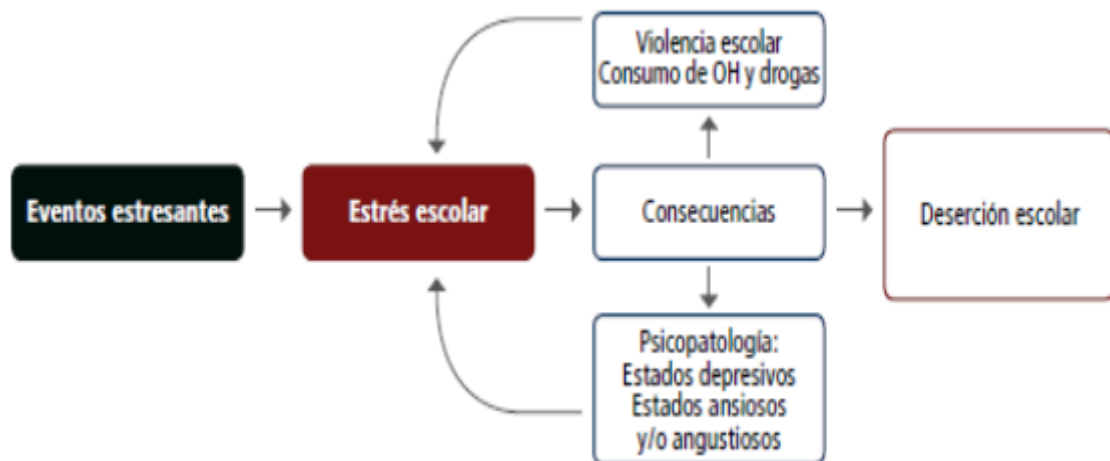 Violencia escolar
Consumo de OH y drogas
Eventos estresantes
Estrés escolar
Consecuencias
Deserción escolar
Psicopatología:
Estados depresivos
Estados ansiosos
y/o angustiosos